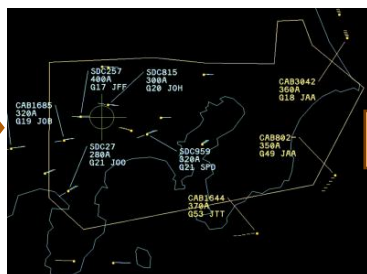 SDC257
400A
G17 JFF
SDC815
300A
G20 JOH
CAB3042
360A
G18 JAA
CAB1685
320A
G19 JOB
SDC27
280A
G21 JOO
SDC959
320A
G21 SPD
CAB802
350A
G49 JAA
CAB1644
370A
G53 JTT